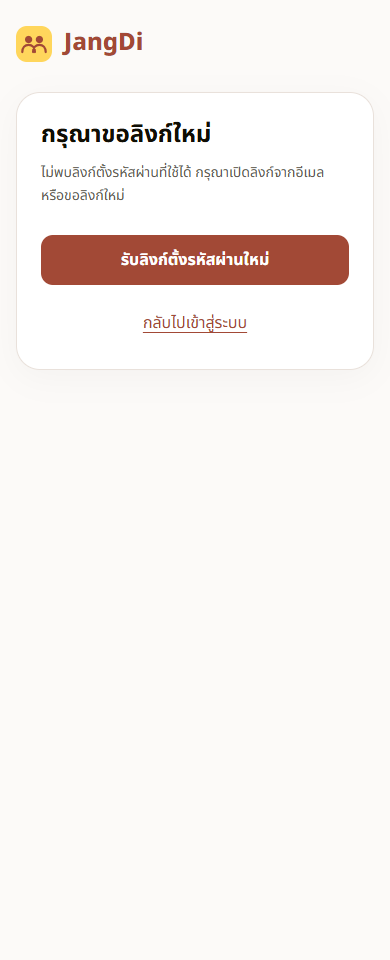 JangDi
กรุณาขอลิงก์ใหม่
ไม่พบลิงก์ตั้งรหัสผ่านที่ใช้ได้ กรุณาเปิดลิงก์จากอีเมล
หรือขอลิงก์ใหม่
รับลิงก์ตั้งรหัสผ่านใหม่
กลับไปเข้าสู่ระบบ